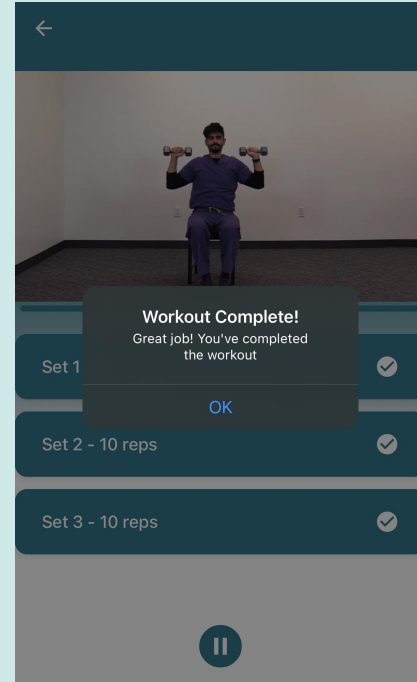 Workout Complete!
Great job! You've completed
the workout
OK
Set 1
Set 2 - 10 reps
Set 3 - 10 reps